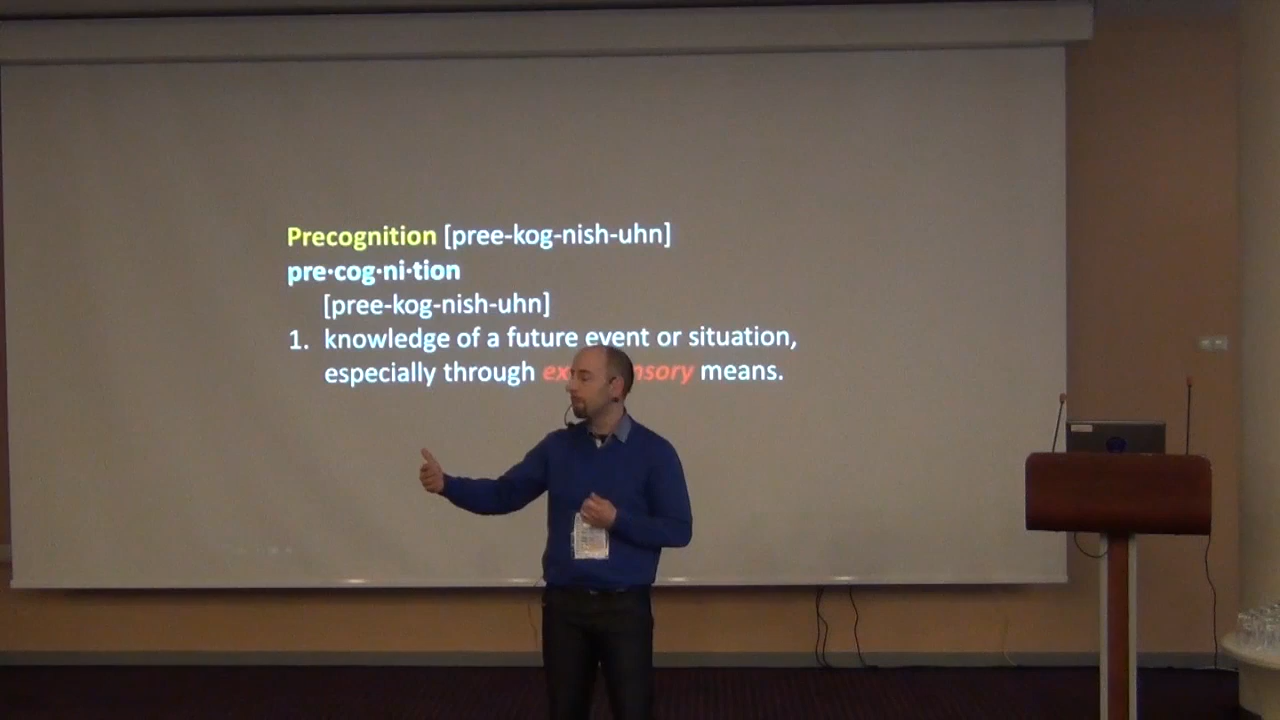 Precognition [pree-kog-nish-uhn]
pre·cog·ni·tion
[pree-kog-nish-uhn]
1. knowledge of a future event or situation,
especially through means.